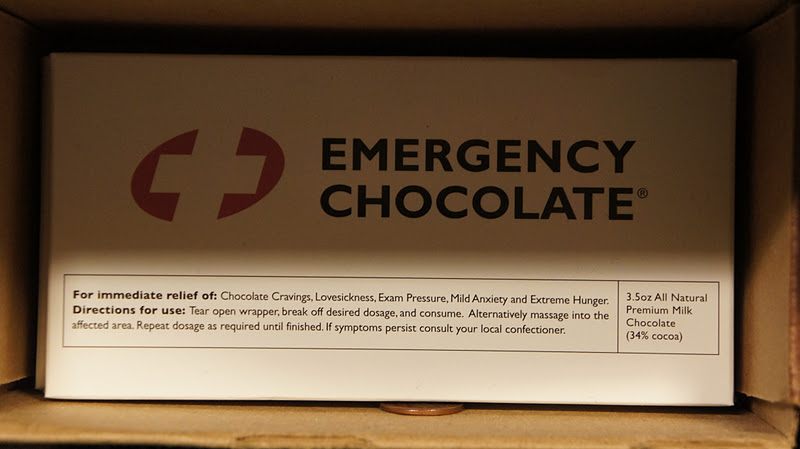 EMERGENCY
CHOCOLATE®
For immediate relief of: Chocolate Cravings, Lovesickness, Exam Pressure, Mild Anxiety and Extreme Hunger.
Directions for use: Tear open wrapper, break off desired dosage, and consume. Alternatively massage into the
affected area. Repeat dosage as required until finished. If symptoms persist consult your local confectioner.
3.5oz All Natural
Premium Milk
Chocolate
(34% cocoa)